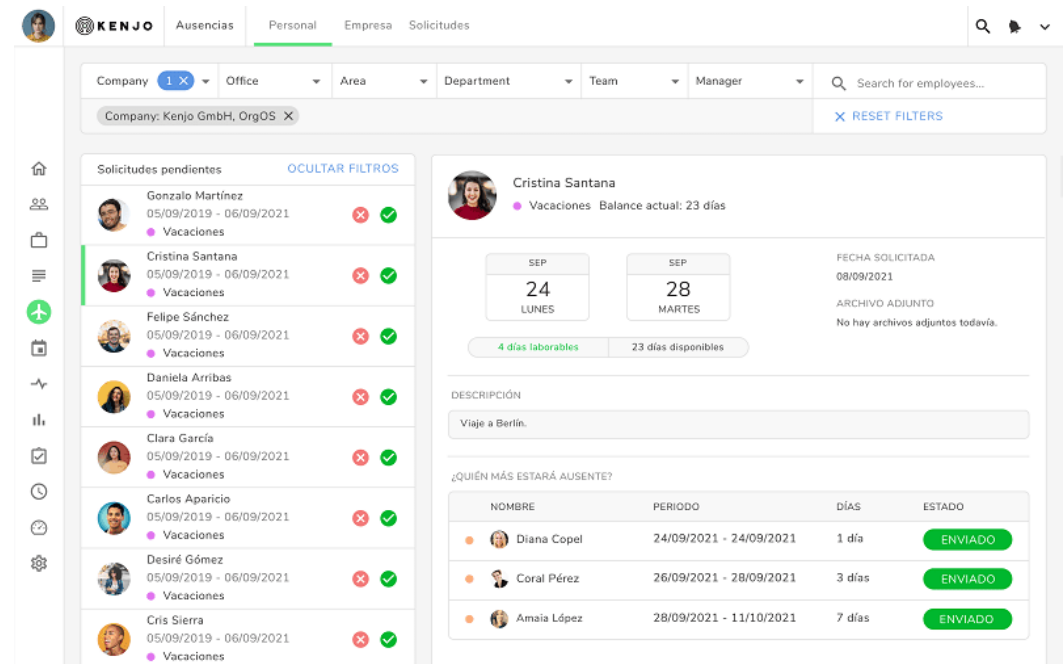 KENJO Ausencias Personal Empresa Solicitudes
Company 1 Office Area Department Team Manager Search for employees...
Company: Kenjo GmbH, OrgOS RESET FILTERS
Solicitudes pendientes OCULTAR FILTROS
Gonzalo Martínez
05/09/2019 - 06/09/2021
Vacaciones
Cristina Santana
05/09/2019 - 06/09/2021
Vacaciones
Felipe Sánchez
05/09/2019 - 06/09/2021
Vacaciones
Daniela Arribas
05/09/2019 - 06/09/2021
Vacaciones
Clara García
05/09/2019 - 06/09/2021
Vacaciones
Carlos Aparicio
05/09/2019 - 06/09/2021
Vacaciones
Desiré Gómez
05/09/2019 - 06/09/2021
Vacaciones
Cris Sierra
05/09/2019 - 06/09/2021
Vacaciones
Cristina Santana
Vacaciones Balance actual: 23 días
SEP
24
LUNES
SEP
28
MARTES
4 días laborables 23 días disponibles
FECHA SOLICITADA
08/09/2021
ARCHIVO ADJUNTO
No hay archivos adjuntos todavía.
DESCRIPCIÓN
Viaje a Berlín.
¿QUIÉN MÁS ESTARÁ AUSENTE?
NOMBRE PERIODO DÍAS ESTADO
Diana Copel 24/09/2021 - 24/09/2021 1 día ENVIADO
Coral Pérez 26/09/2021 - 28/09/2021 3 días ENVIADO
Amaia López 28/09/2021 - 11/10/2021 7 días ENVIADO